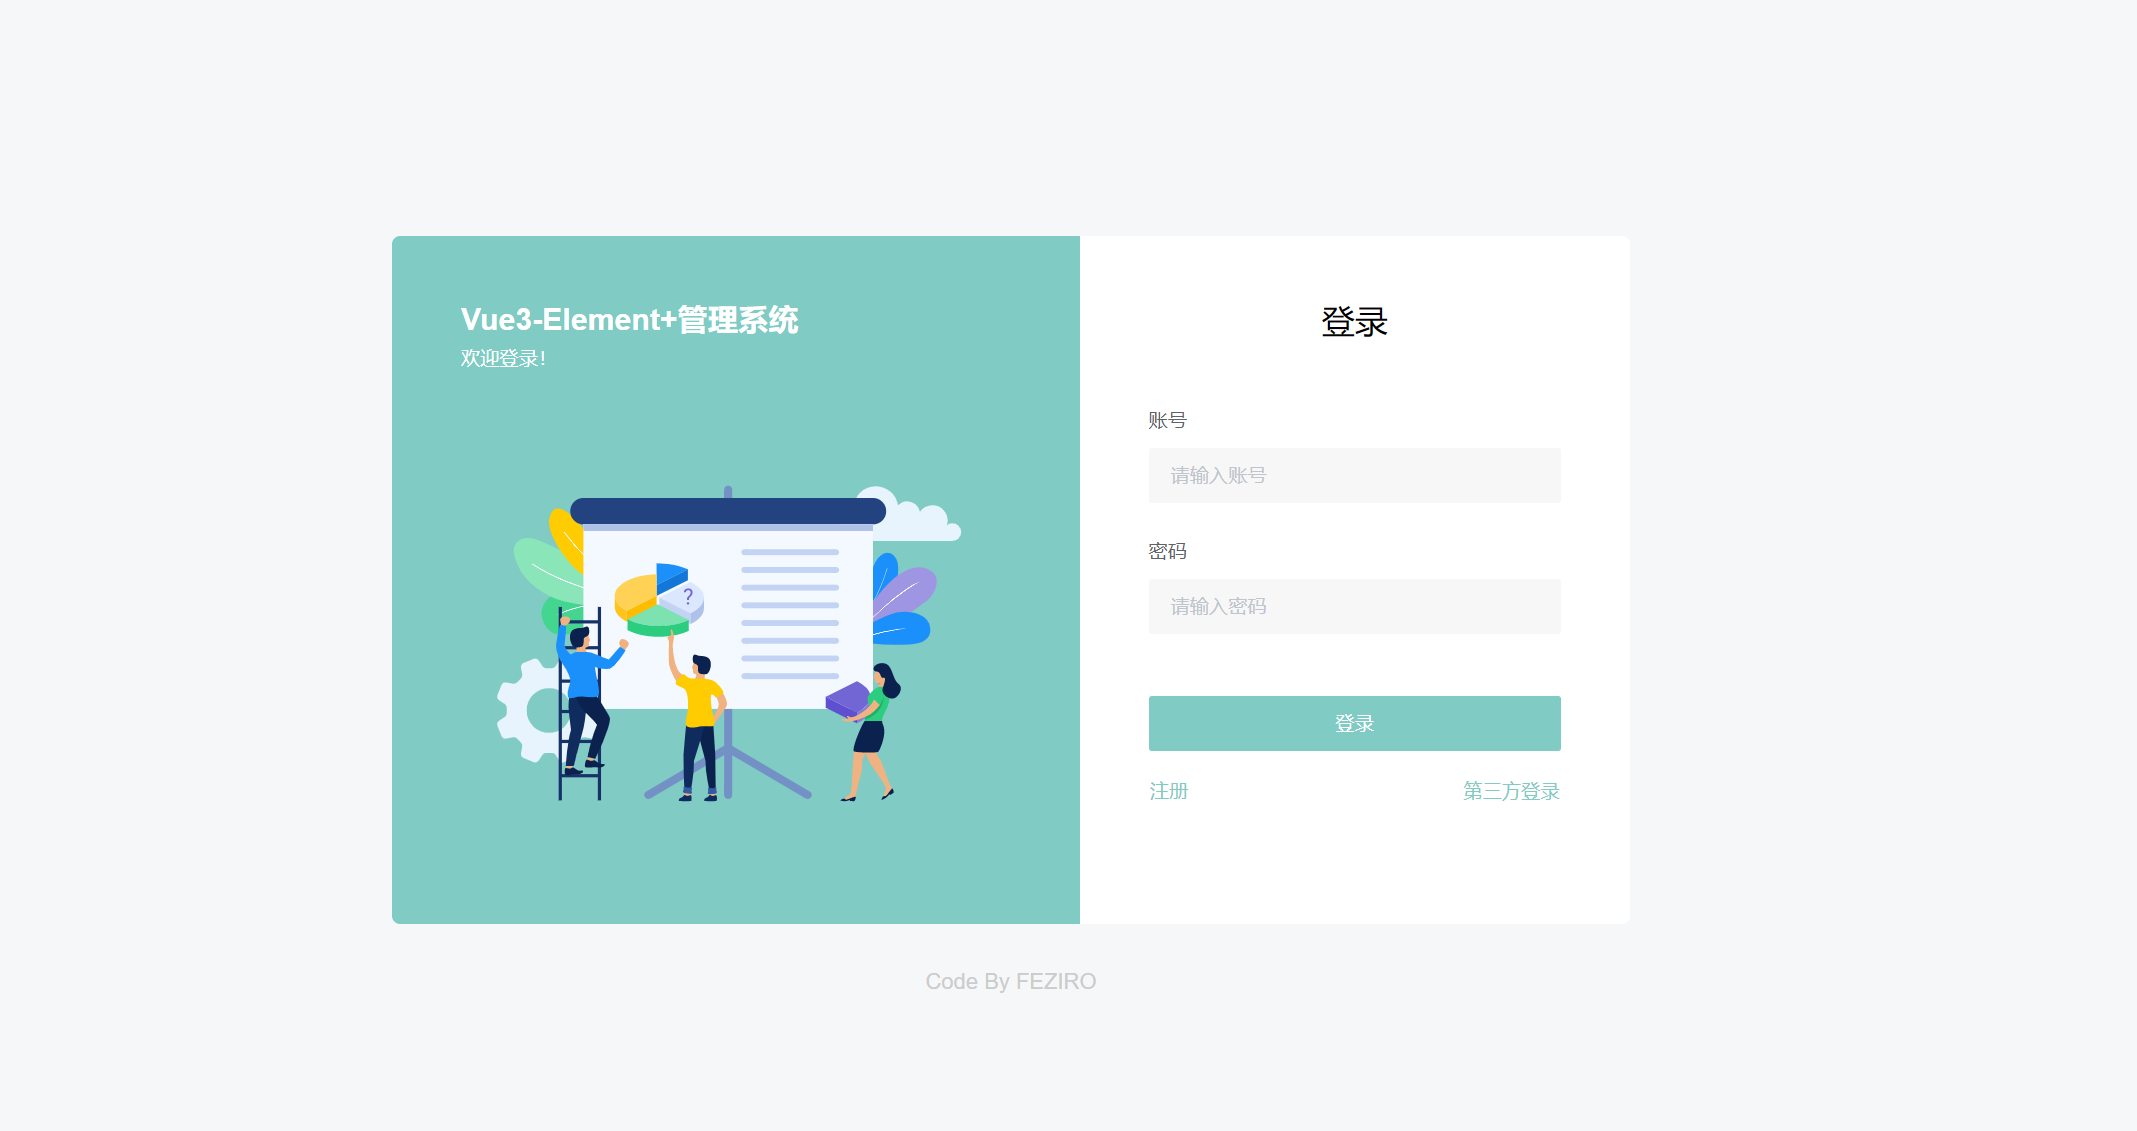 Vue3-Element+管理系统
欢迎登录!
?
登录
账号
请输入账号
密码
请输入密码
登录
注册 第三方登录
Code By FEZIRO